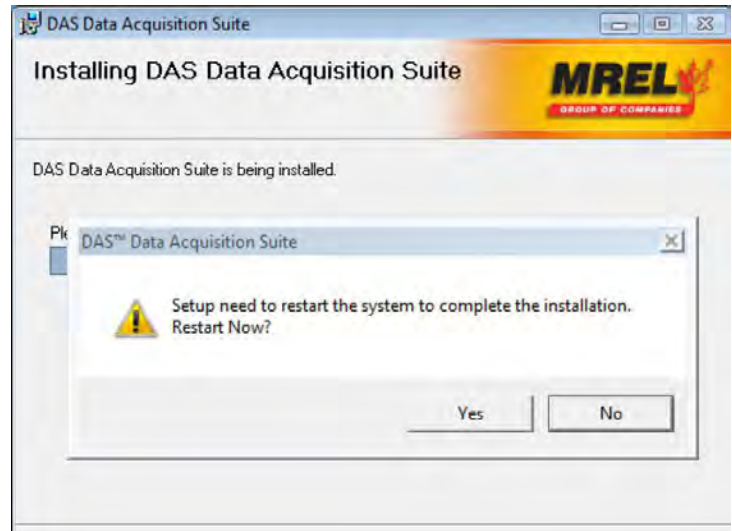 DAS Data Acquisition Suite
Installing DAS Data Acquisition Suite
MREL
GROUP OF COMPANIES
DAS Data Acquisition Suite is being installed.
DAS™ Data Acquisition Suite
Setup need to restart the system to complete the installation.
Restart Now?
Yes
No